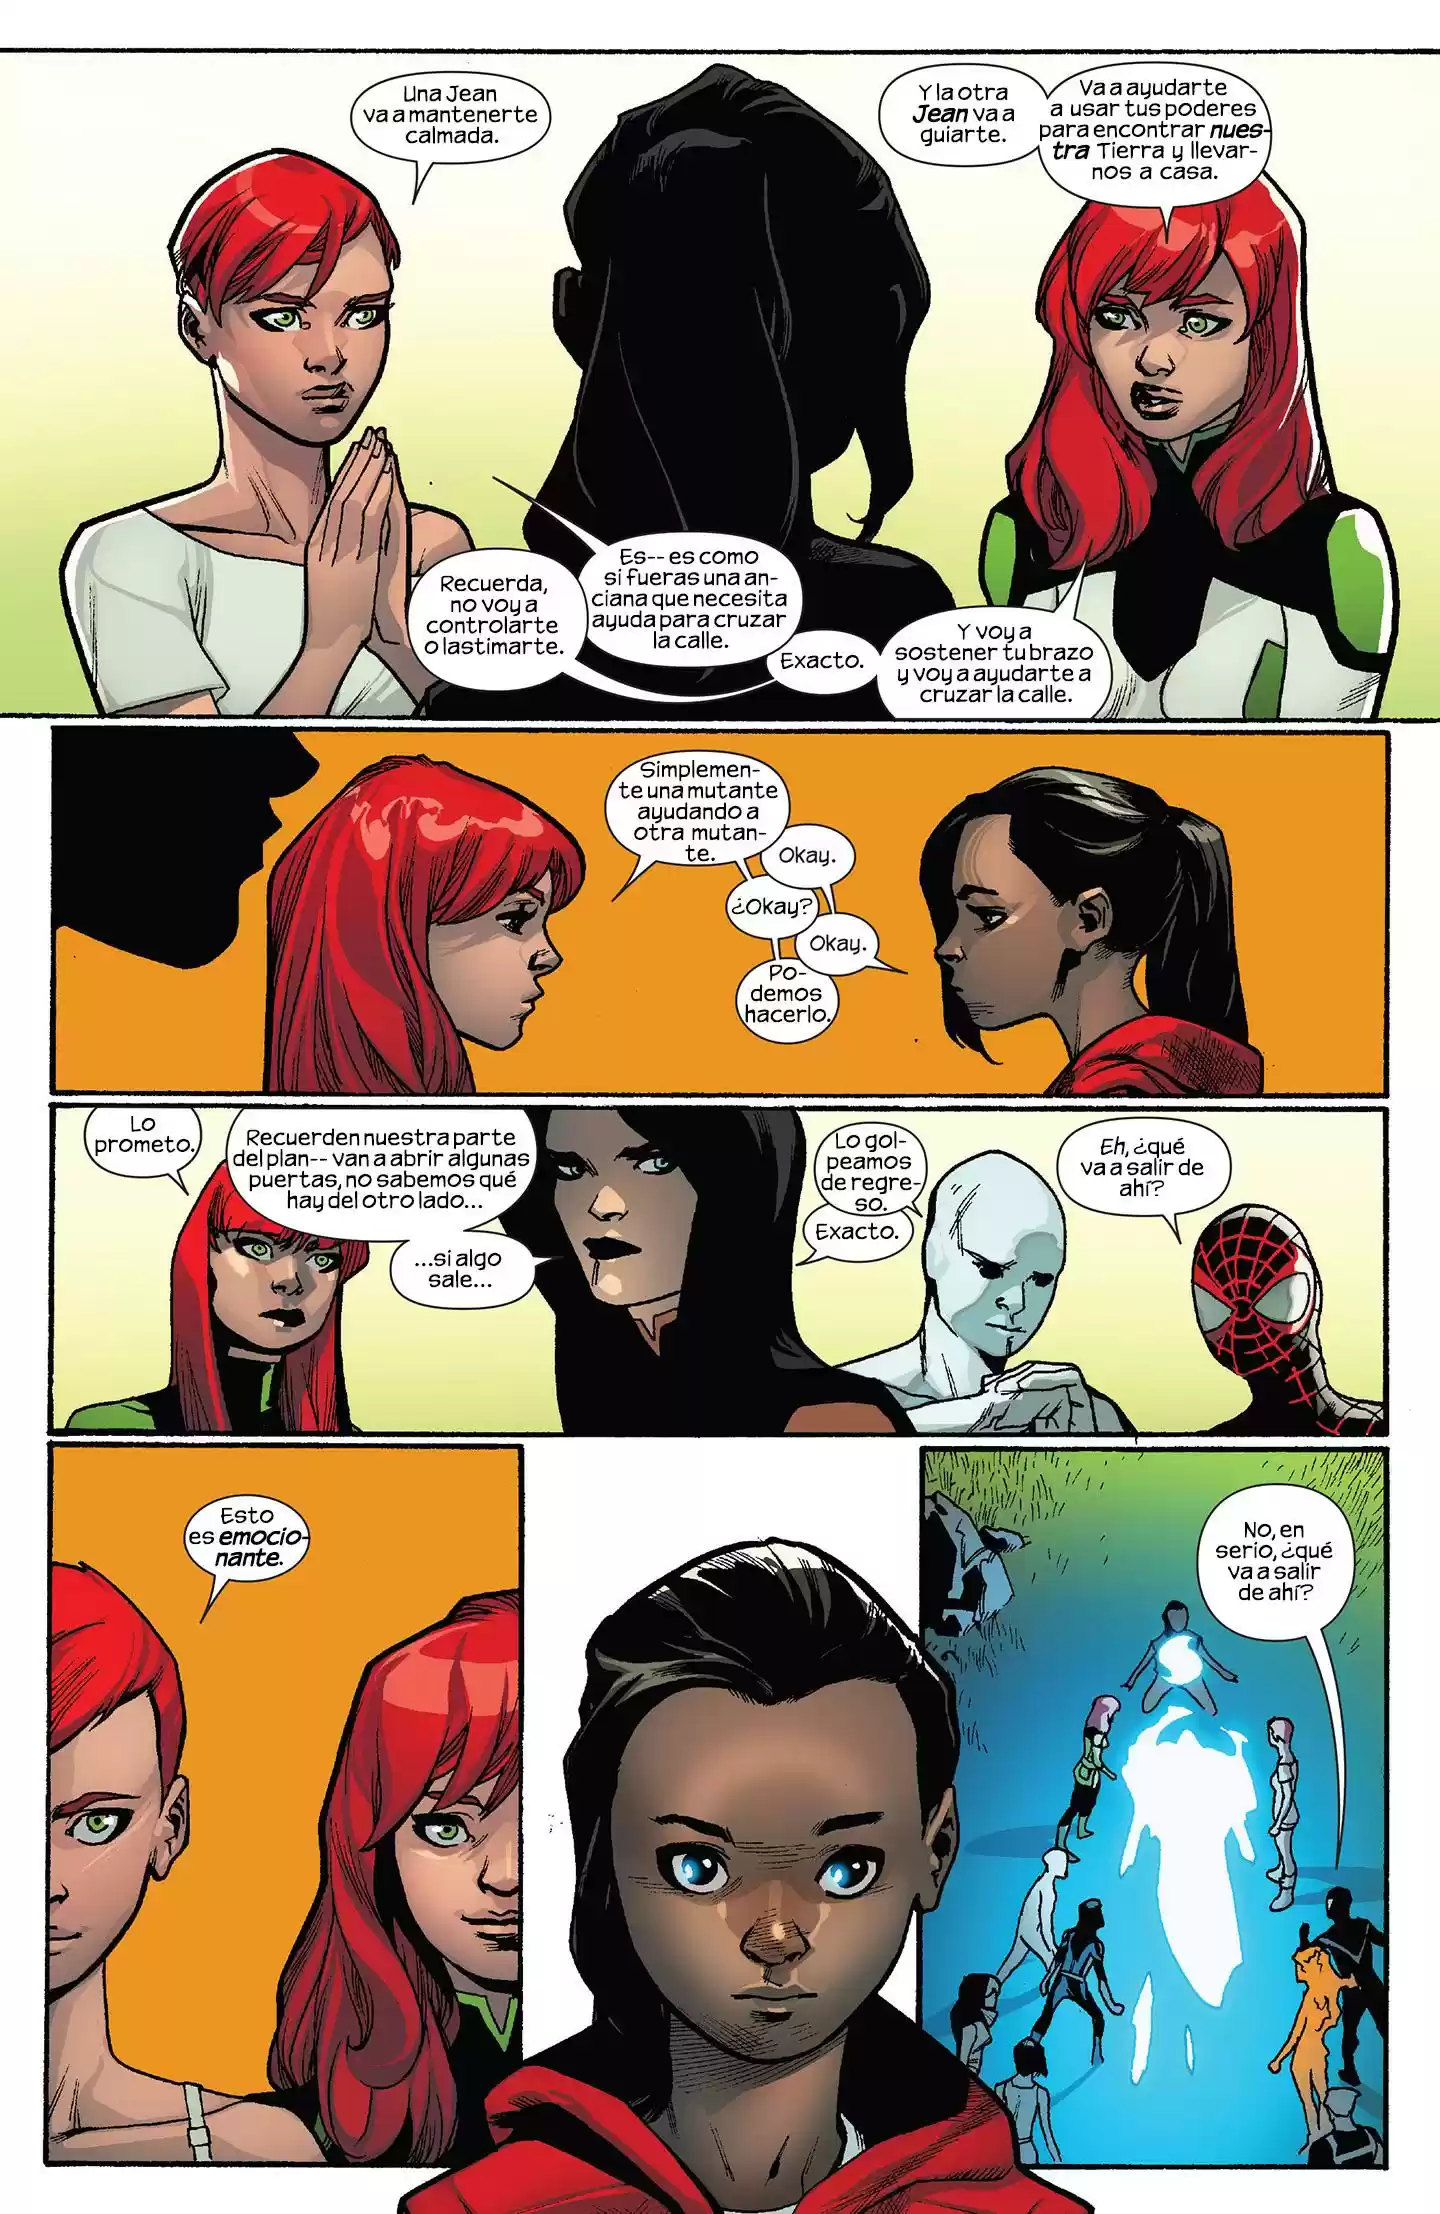 Una Jean
va a mantenerte
calmada.
Y la otra
Jean va a
guiarte.
Va a ayudarte
a usar tus poderes
para encontrar nues-
tra Tierra y llevar-
nos a casa.
Es-- es como
si fueras una an-
ciana que necesita
ayuda para cruzar
la calle.
Recuerda,
no voy a
controlarte
o lastimarte.
Exacto.
Y voy a
sostener tu brazo
y voy a ayudarte a
cruzar la calle.
Simplemen-
te una mutante
ayudando a
otra mutan-
te.
Okay.
¿Okay?
Okay.
Po-
demos
hacerlo.
Lo
prometo.
Recuerden nuestra parte
del plan-- van a abrir algunas
puertas, no sabemos qué
hay del otro lado...
...si algo
sale...
Lo gol-
peamos
de regre-
so.
Exacto.
Eh, ¿qué
va a salir de
ahí?
Esto
es emocio-
nante.
No, en
serio, ¿qué
va a salir
de ahí?